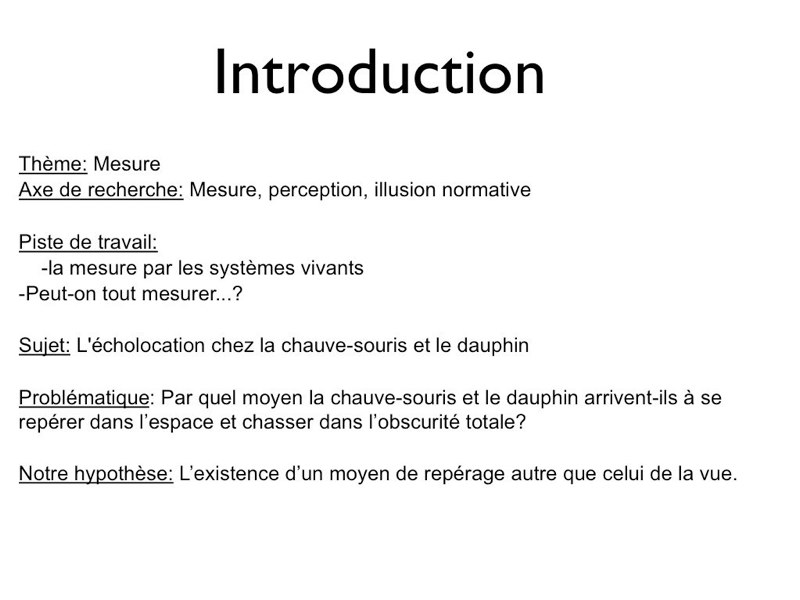 Introduction
Thème: Mesure
Axe de recherche: Mesure, perception, illusion normative
Piste de travail:
-la mesure par les systèmes vivants
-Peut-on tout mesurer...?
Sujet: L'écholocation chez la chauve-souris et le dauphin
Problématique: Par quel moyen la chauve-souris et le dauphin arrivent-ils à se
repérer dans l’espace et chasser dans l’obscurité totale?
Notre hypothèse: L’existence d’un moyen de repérage autre que celui de la vue.